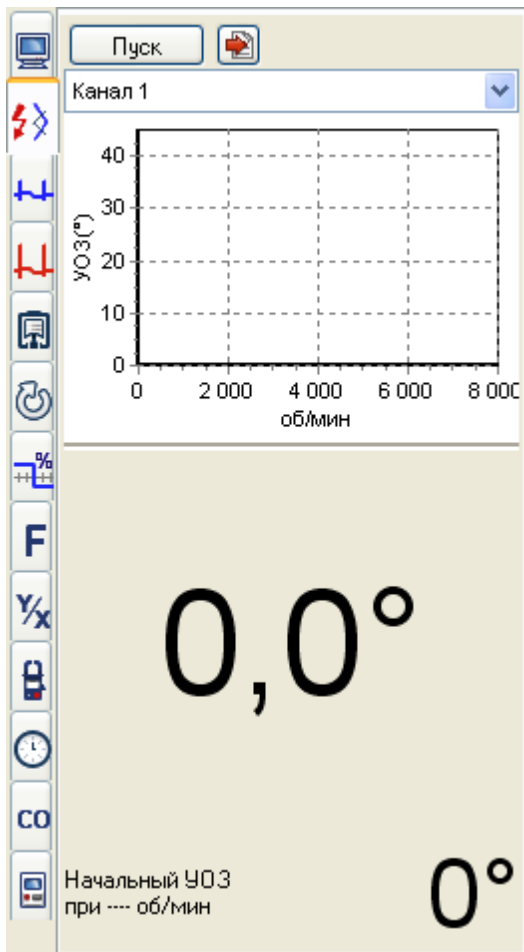 Пуск
Канал 1
УОЗ(°)
40
30
20
10
0
0 2 000 4 000 6 000 8 000
об/мин
%
F
Y/X
CO
0,0°
Начальный УОЗ
при ---- об/мин
0°